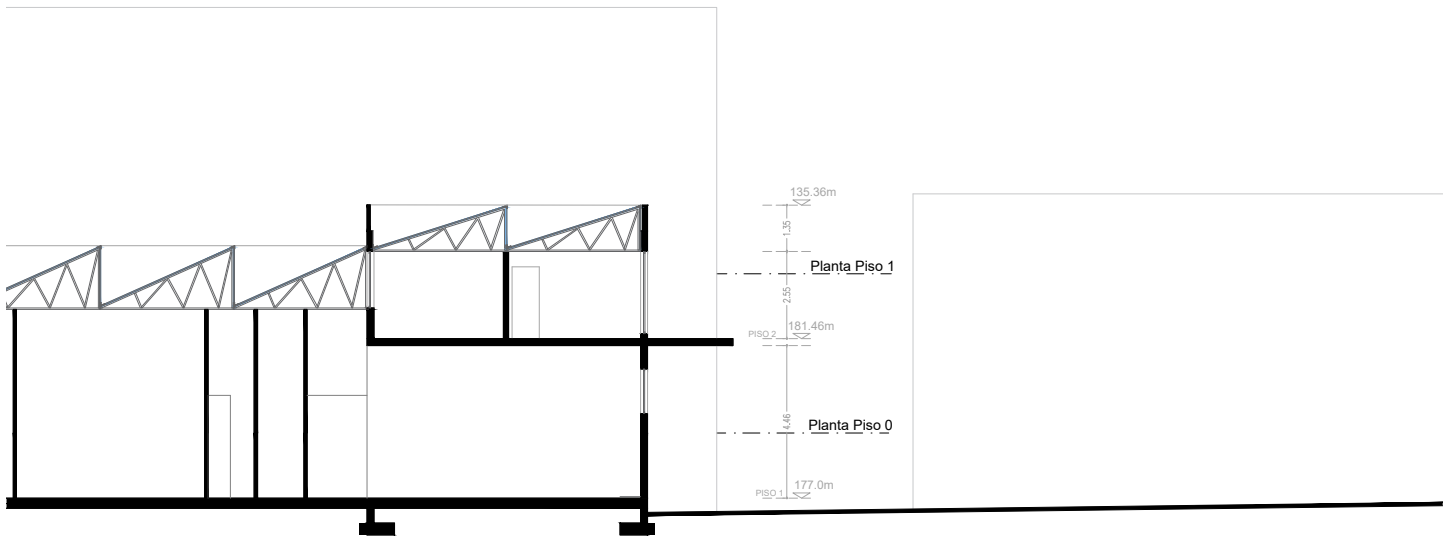 135.36m
1.35
Planta Piso 1
2.55
181.46m
PISO 2
4.46
Planta Piso 0
177.0m
PISO 1